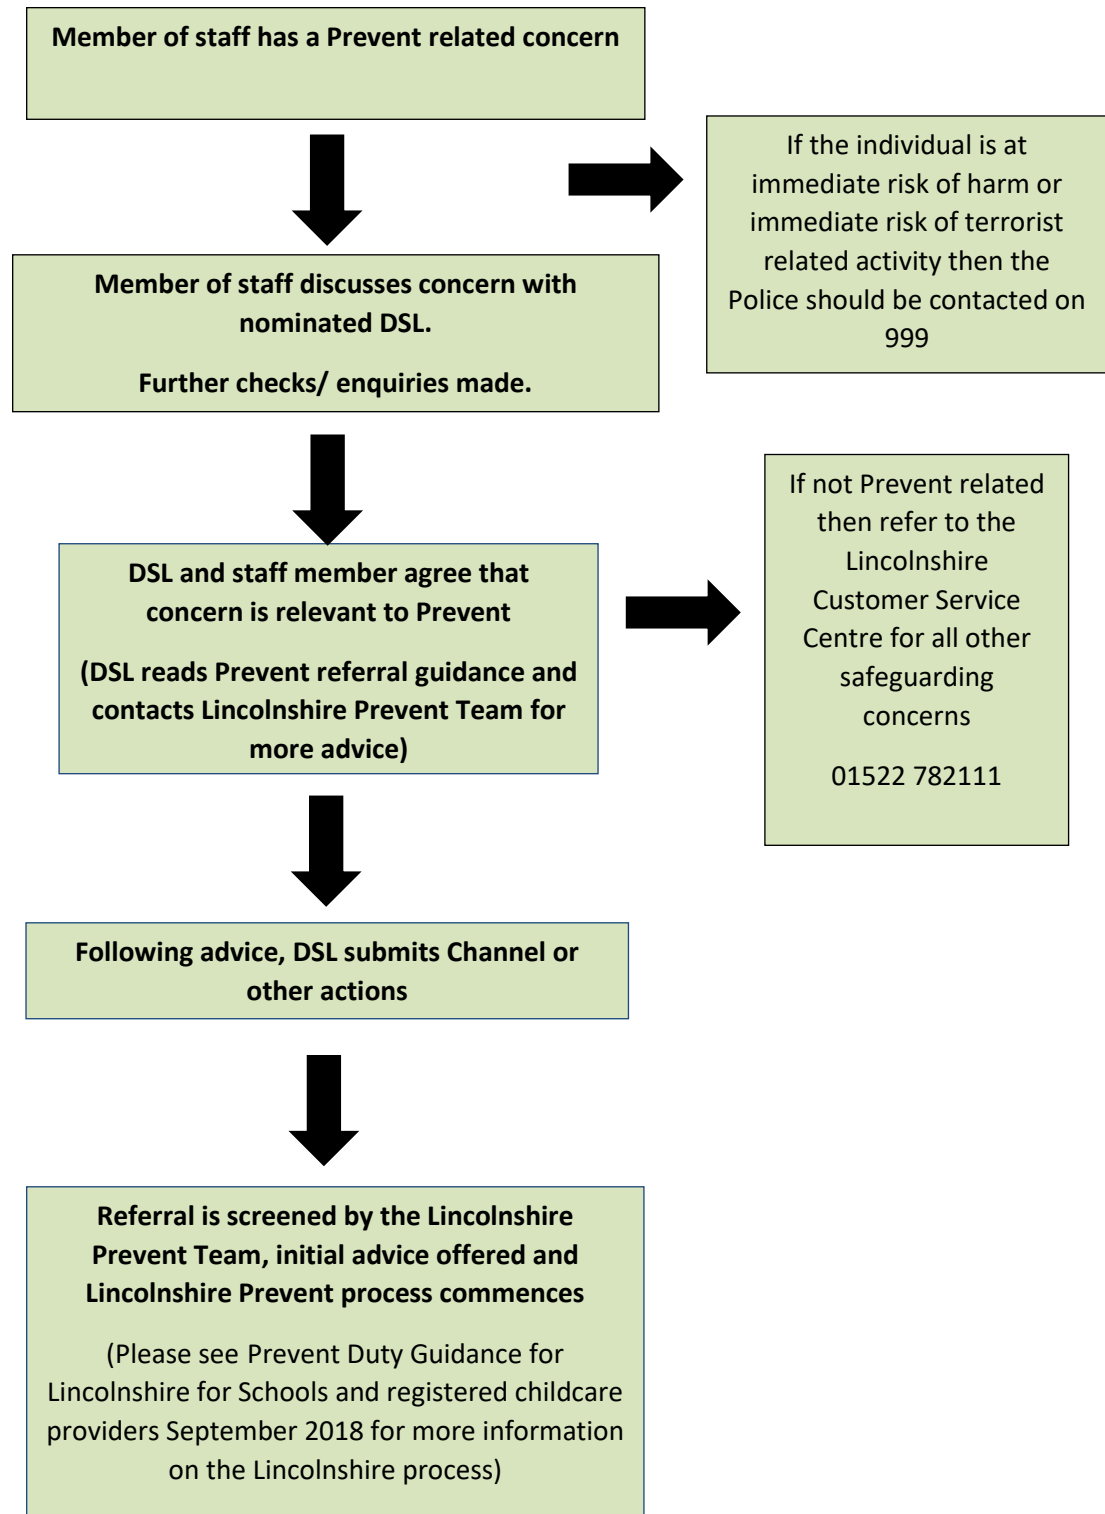 Member of staff has a Prevent related concern
If the individual is at
immediate risk of harm or
immediate risk of terrorist
related activity then the
Police should be contacted on
999
Member of staff discusses concern with
nominated DSL.
Further checks/ enquiries made.
If not Prevent related
then refer to the
Lincolnshire
Customer Service
Centre for all other
safeguarding
concerns
01522 782111
DSL and staff member agree that
concern is relevant to Prevent
(DSL reads Prevent referral guidance and
contacts Lincolnshire Prevent Team for
more advice)
Following advice, DSL submits Channel or
other actions
Referral is screened by the Lincolnshire
Prevent Team, initial advice offered and
Lincolnshire Prevent process commences
(Please see Prevent Duty Guidance for
Lincolnshire for Schools and registered childcare
providers September 2018 for more information
on the Lincolnshire process)